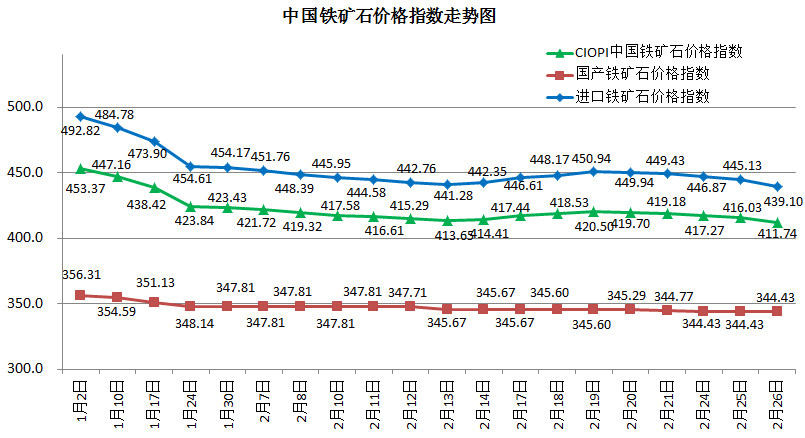 中国铁矿石价格指数走势图
CIOPI中国铁矿石价格指数
国产铁矿石价格指数
进口铁矿石价格指数
500.0
450.0
400.0
350.0
300.0
492.82 484.78 473.90 454.61 454.17 451.76 448.39 445.95 444.58 442.76 441.28 442.35 446.61 448.17 450.94 449.94 449.43 446.87 445.13 439.10
453.37 447.16 438.42 423.84 423.43 421.72 419.32 417.58 416.61 415.29 413.65 414.41 417.44 418.53 420.50 419.70 419.18 417.27 416.03 411.74
356.31 354.59 351.13 348.14 347.81 347.81 347.81 347.81 347.81 347.71 345.67 345.67 345.67 345.60 345.60 345.29 344.77 344.43 344.43 344.43
1月2日 1月10日 1月17日 1月24日 1月30日 2月7日 2月8日 2月10日 2月11日 2月12日 2月13日 2月14日 2月17日 2月18日 2月19日 2月20日 2月21日 2月24日 2月25日 2月26日